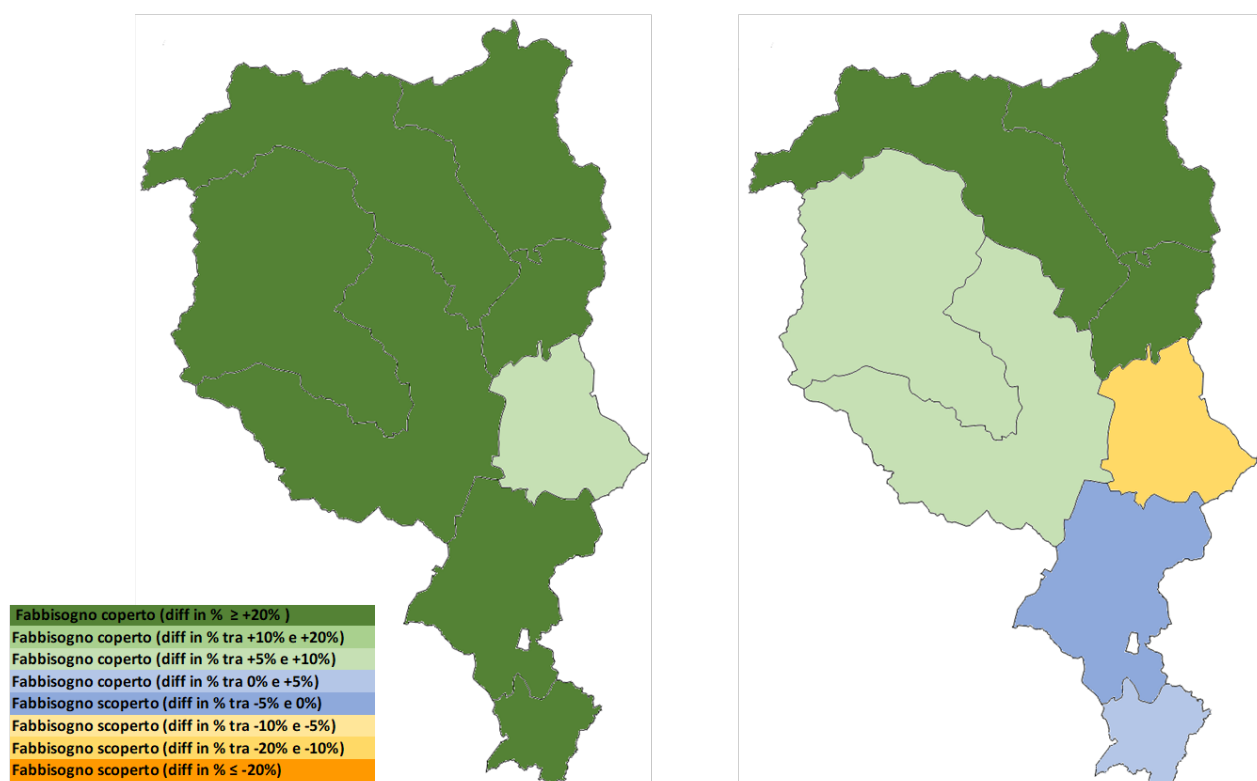 Fabbisogno coperto (diff in % ≥ +20% )
Fabbisogno coperto (diff in % tra +10% e +20%)
Fabbisogno coperto (diff in % tra +5% e +10%)
Fabbisogno coperto (diff in % tra 0% e +5%)
Fabbisogno scoperto (diff in % tra -5% e 0%)
Fabbisogno scoperto (diff in % tra -10% e -5%)
Fabbisogno scoperto (diff in % tra -20% e -10%)
Fabbisogno scoperto (diff in % ≤ -20%)